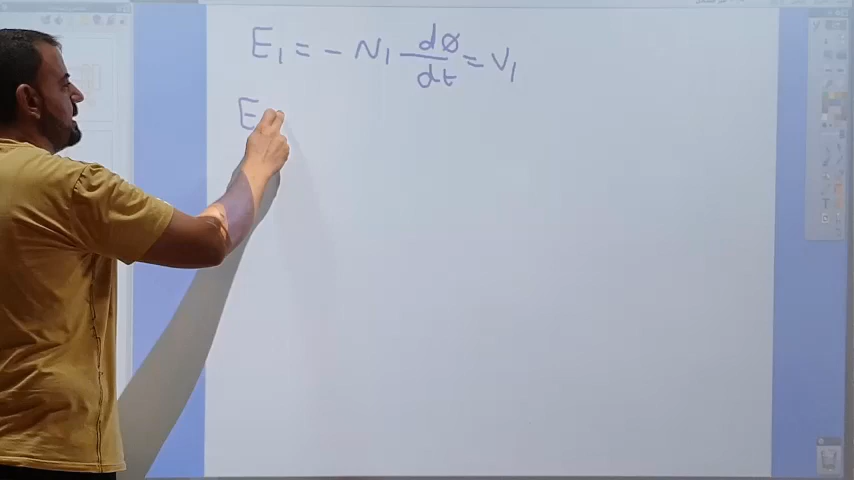 E₁ = - N₁ dø/dt = V₁
E